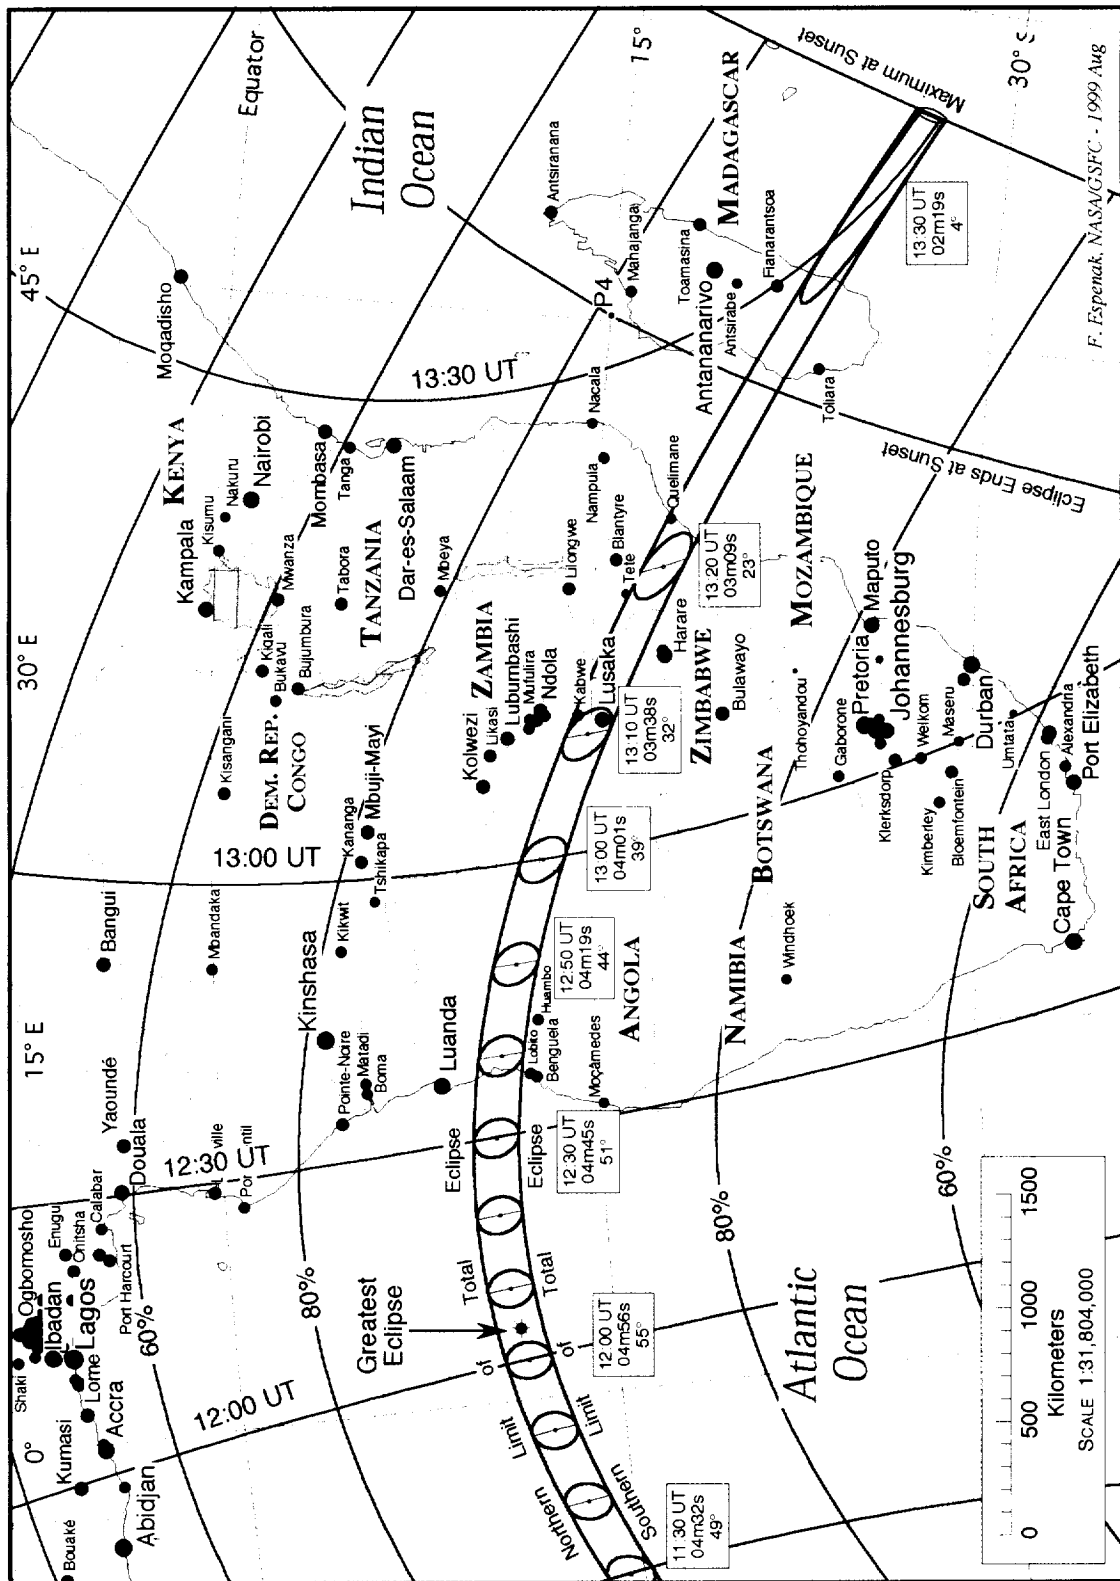 0°
15° E
30° E
45° E
Equator
15°
30° S
Shaki
Ogbomosho
Ibadan
Lagos
Lome
Accra
Kumasi
Bouaké
Abidjan
Enugu
Onitsha
Calabar
Port Harcourt
Douala
Yaoundé
Bangui
ville
ntil
Mbandaka
Kisangani
Kinshasa
Kikwit
Kananga
Tshikapa
Mbuji-Mayi
Pointe-Noire
Matadi
Boma
Luanda
Lobito
Benguela
Huambo
Moçâmedes
DEM. REP.
CONGO
Kampala
Kisumu
Nakuru
KENYA
Nairobi
Moqadisho
Kigali
Bukavu
Bujumbura
Mwanza
Mombasa
Tanga
Tabora
TANZANIA
Dar-es-Salaam
Mbeya
Kolwezi
Likasi
Lubumbashi
Mufulira
Ndola
ZAMBIA
Kabwe
Lusaka
Lilongwe
Blantyre
Tete
Nampula
Nacala
Quelimane
Harare
ZIMBABWE
Bulawayo
MOZAMBIQUE
ANGOLA
NAMIBIA
Windhoek
BOTSWANA
Thohoyandou
Gaborone
Pretoria
Maputo
Johannesburg
Klerksdorp
Welkom
Kimberley
Bloemfontein
Maseru
Durban
Umtata
SOUTH
AFRICA
East London
Alexandria
Port Elizabeth
Cape Town
Antsiranana
Mahajanga
P4
MADAGASCAR
Toamasina
Antananarivo
Antsirabe
Fianarantsoa
Toliara
Indian
Ocean
Atlantic
Ocean
12:00 UT
12:30 UT
13:00 UT
13:30 UT
60%
80%
80%
60%
Greatest
Eclipse
Northern Limit of Total Eclipse
Southern Limit of Total Eclipse
Eclipse Ends at Sunset
Maximum at Sunset
11:30 UT
04m32s
49°
12:00 UT
04m56s
55°
12:30 UT
04m45s
51°
12:50 UT
04m19s
44°
13:00 UT
04m01s
39°
13:10 UT
03m38s
32°
13:20 UT
03m09s
23°
13:30 UT
02m19s
4°
0 500 1000 1500
Kilometers
SCALE 1:31,804,000
F. Espenak, NASA/GSFC - 1999 Aug